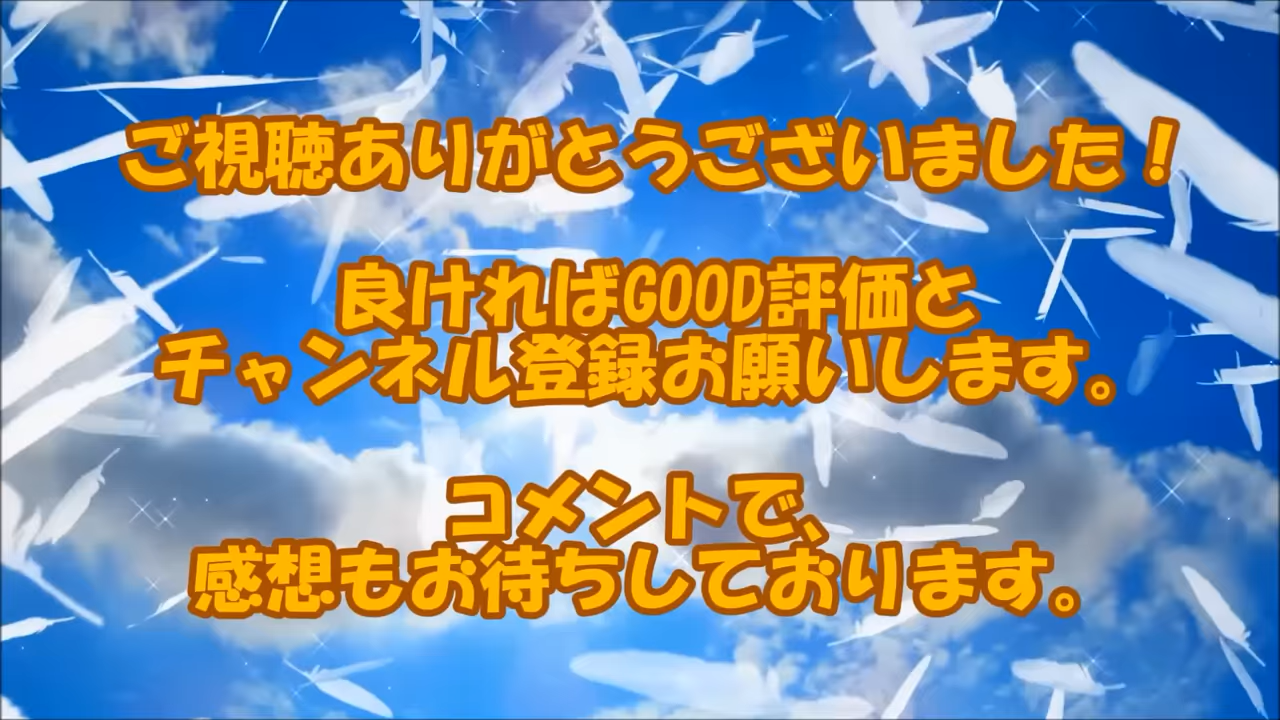 ご視聴ありがとうございました！
良ければGOOD評価と
チャンネル登録お願いします。
コメントで、
感想もお待ちしております。